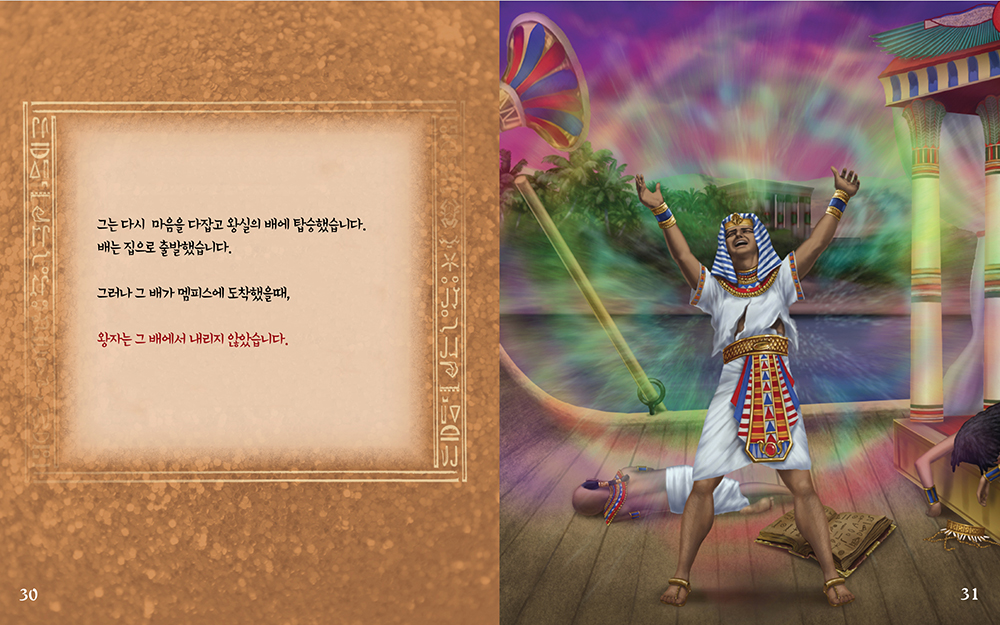 그는 다시 마음을 다잡고 왕실의 배에 탑승했습니다.
배는 집으로 출발했습니다.
그러나 그 배가 멤피스에 도착했을때,
왕자는 그 배에서 내리지 않았습니다.
30
31